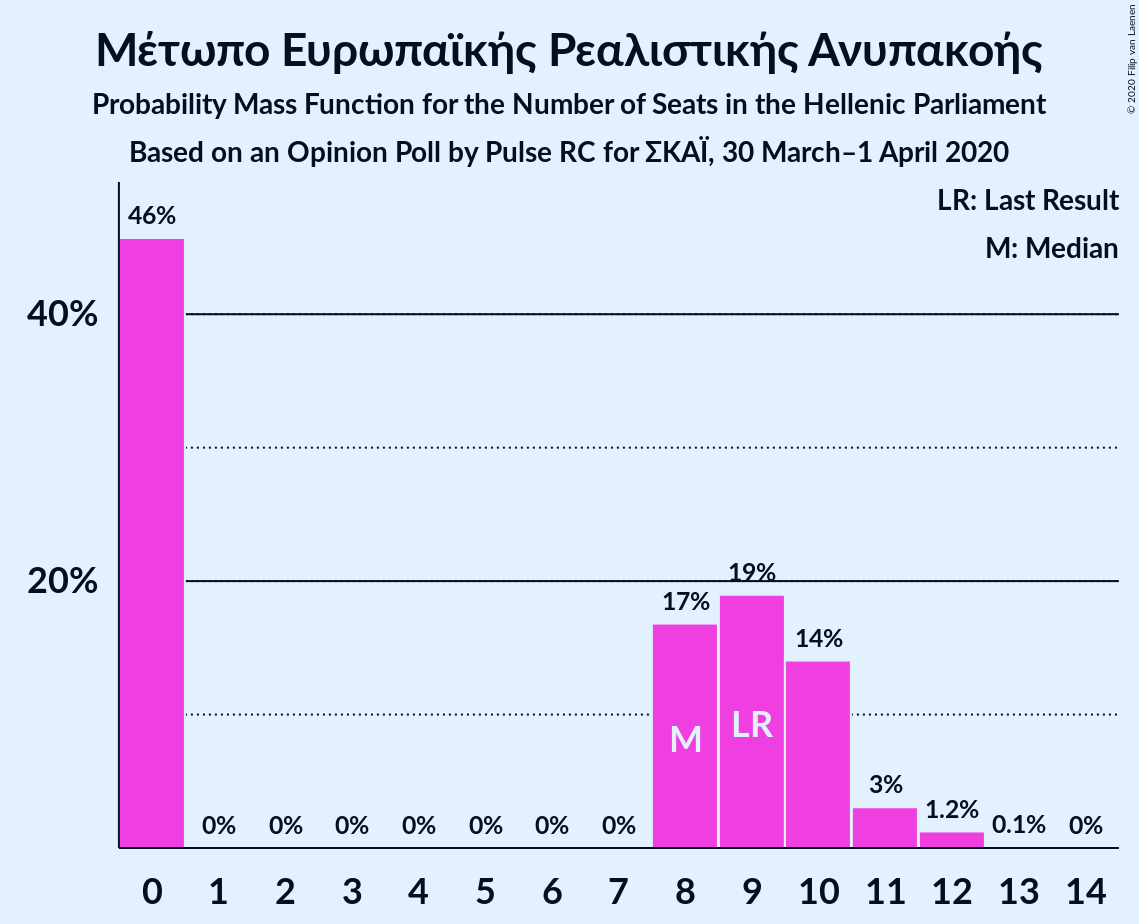 Μέτωπο Ευρωπαϊκής Ρεαλιστικής Ανυπακοής
Probability Mass Function for the Number of Seats in the Hellenic Parliament
Based on an Opinion Poll by Pulse RC for ΣΚΑΪ, 30 March–1 April 2020
© 2020 Filip van Laenen
LR: Last Result
M: Median
46%
40%
20%
19%
17%
14%
M
LR
3%
1.2%
0% 0% 0% 0% 0% 0% 0% 0.1% 0%
0 1 2 3 4 5 6 7 8 9 10 11 12 13 14